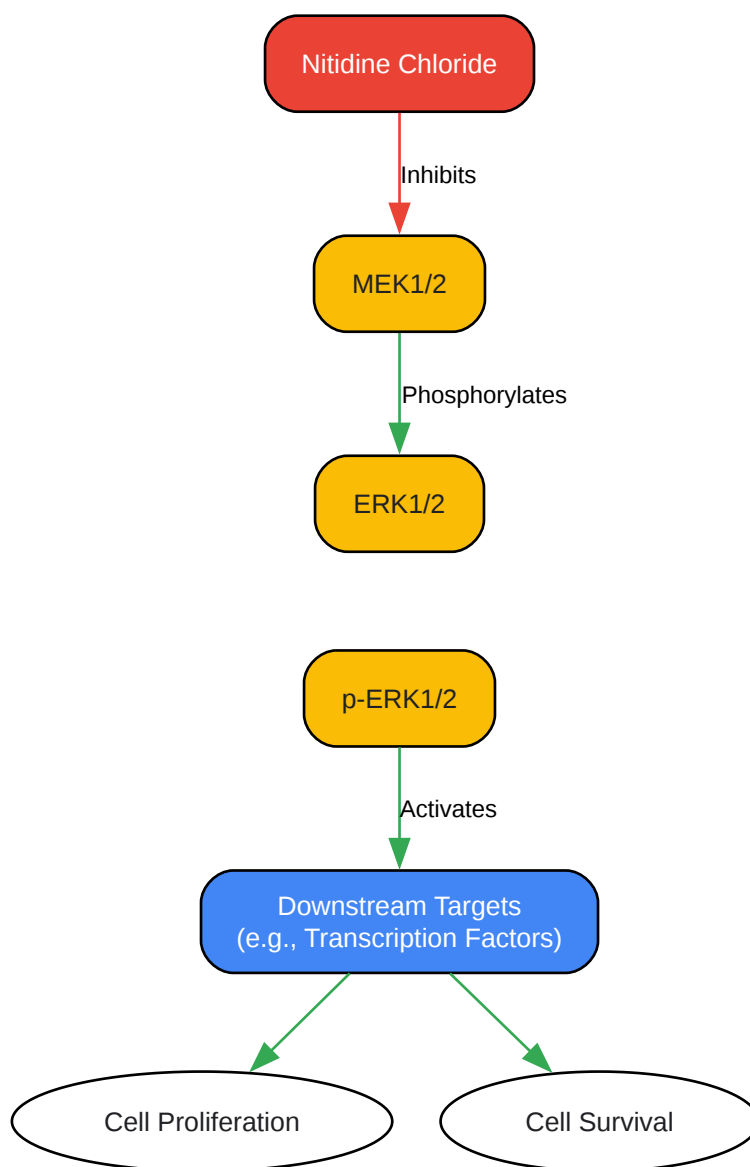 Nitidine Chloride
Inhibits
MEK1/2
Phosphorylates
ERK1/2
p-ERK1/2
Activates
Downstream Targets
(e.g., Transcription Factors)
Cell Proliferation
Cell Survival